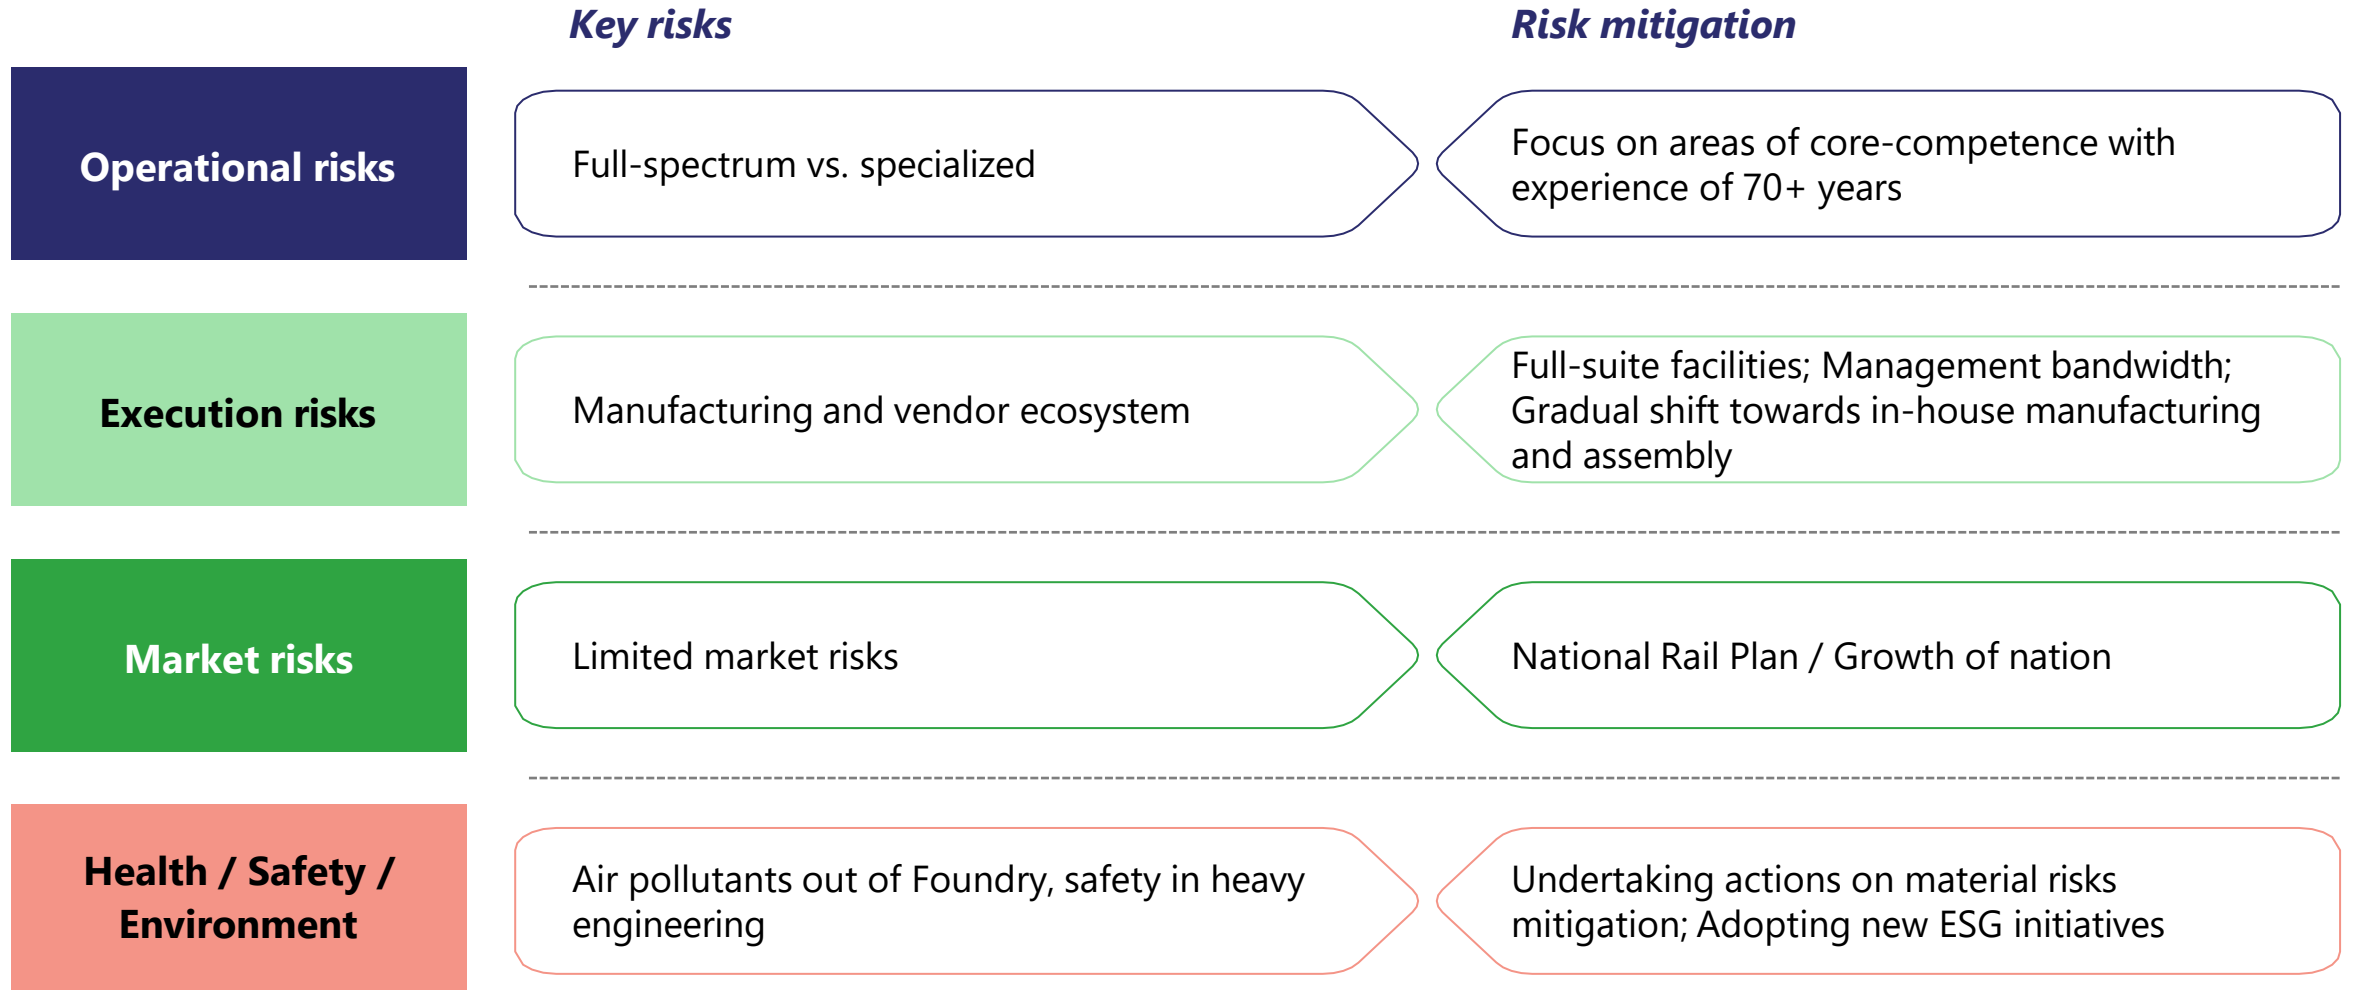 Key risks
Risk mitigation
Operational risks
Full-spectrum vs. specialized
Focus on areas of core-competence with
experience of 70+ years
Execution risks
Manufacturing and vendor ecosystem
Full-suite facilities; Management bandwidth;
Gradual shift towards in-house manufacturing
and assembly
Market risks
Limited market risks
National Rail Plan / Growth of nation
Health / Safety /
Environment
Air pollutants out of Foundry, safety in heavy
engineering
Undertaking actions on material risks
mitigation; Adopting new ESG initiatives